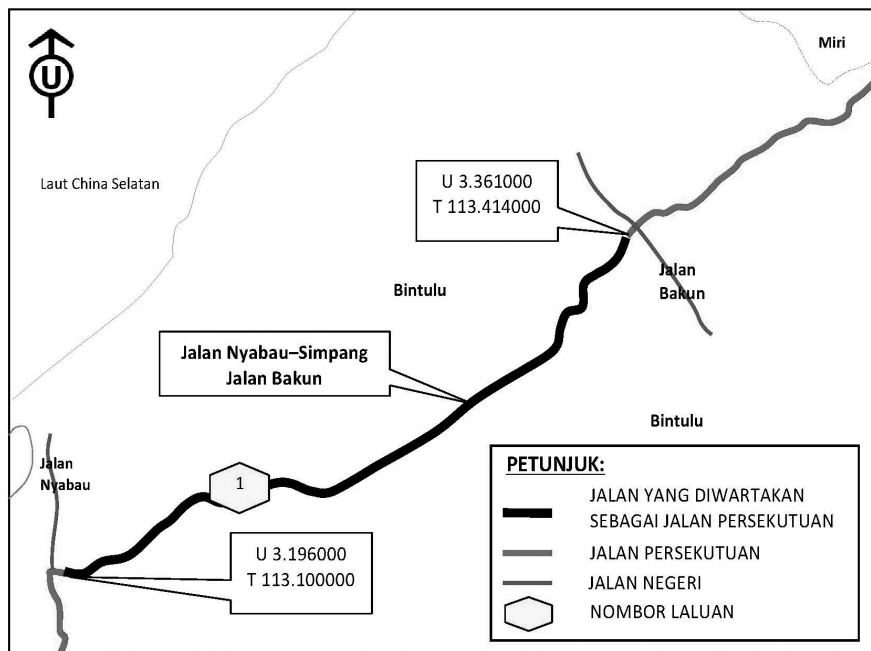 Miri
U
U 3.361000
T 113.414000
Laut China Selatan
Jalan
Bakun
Bintulu
Jalan Nyabau–Simpang
Jalan Bakun
Bintulu
Jalan
Nyabau
1
U 3.196000
T 113.100000
PETUNJUK:
JALAN YANG DIWARTAKAN
SEBAGAI JALAN PERSEKUTUAN
JALAN PERSEKUTUAN
JALAN NEGERI
NOMBOR LALUAN